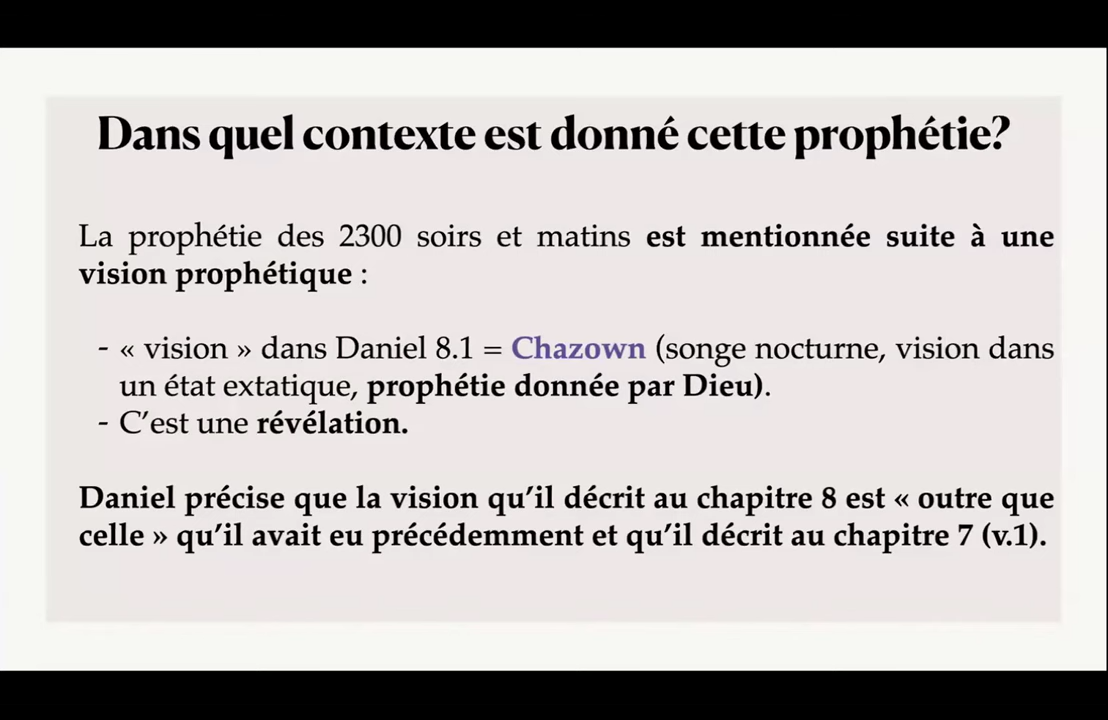 Dans quel contexte est donné cette prophétie?
La prophétie des 2300 soirs et matins est mentionnée suite à une
vision prophétique :
- « vision » dans Daniel 8.1 = Chazown (songe nocturne, vision dans
un état extatique, prophétie donnée par Dieu).
- C’est une révélation.
Daniel précise que la vision qu’il décrit au chapitre 8 est « outre que
celle » qu’il avait eu précédemment et qu’il décrit au chapitre 7 (v.1).